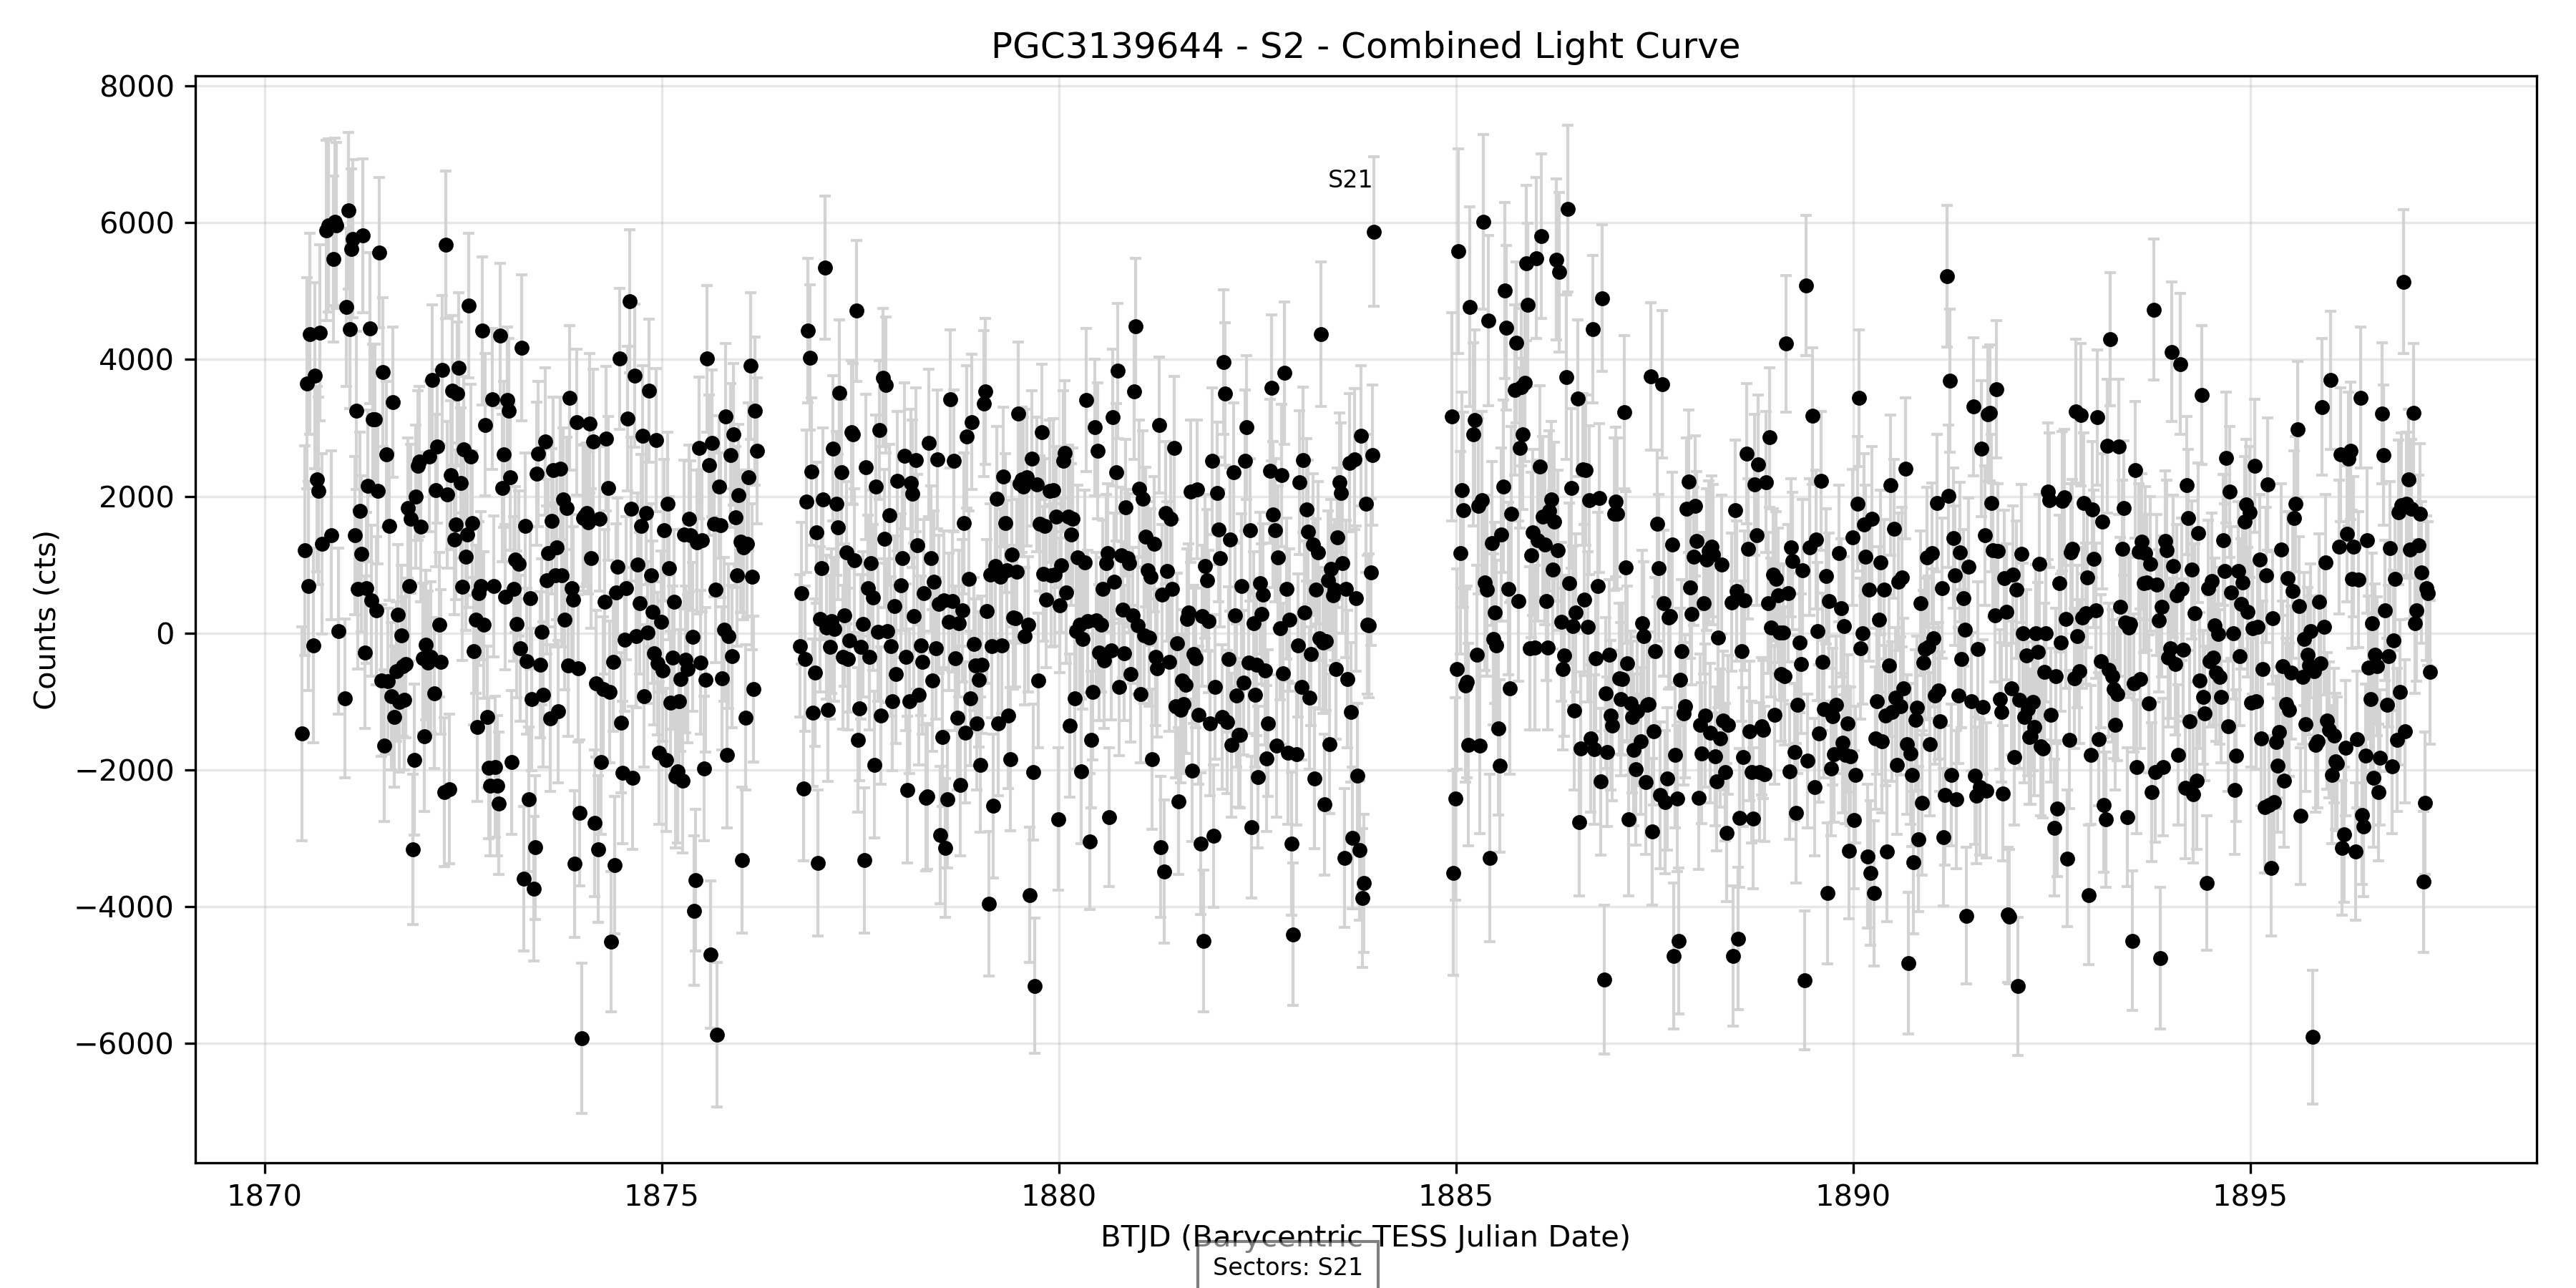 PGC3139644 - S2 - Combined Light Curve
8000
6000
4000
2000
0
−2000
−4000
−6000
Counts (cts)
S21
1870
1875
1880
1885
1890
1895
BTJD (Barycentric TESS Julian Date)
Sectors: S21